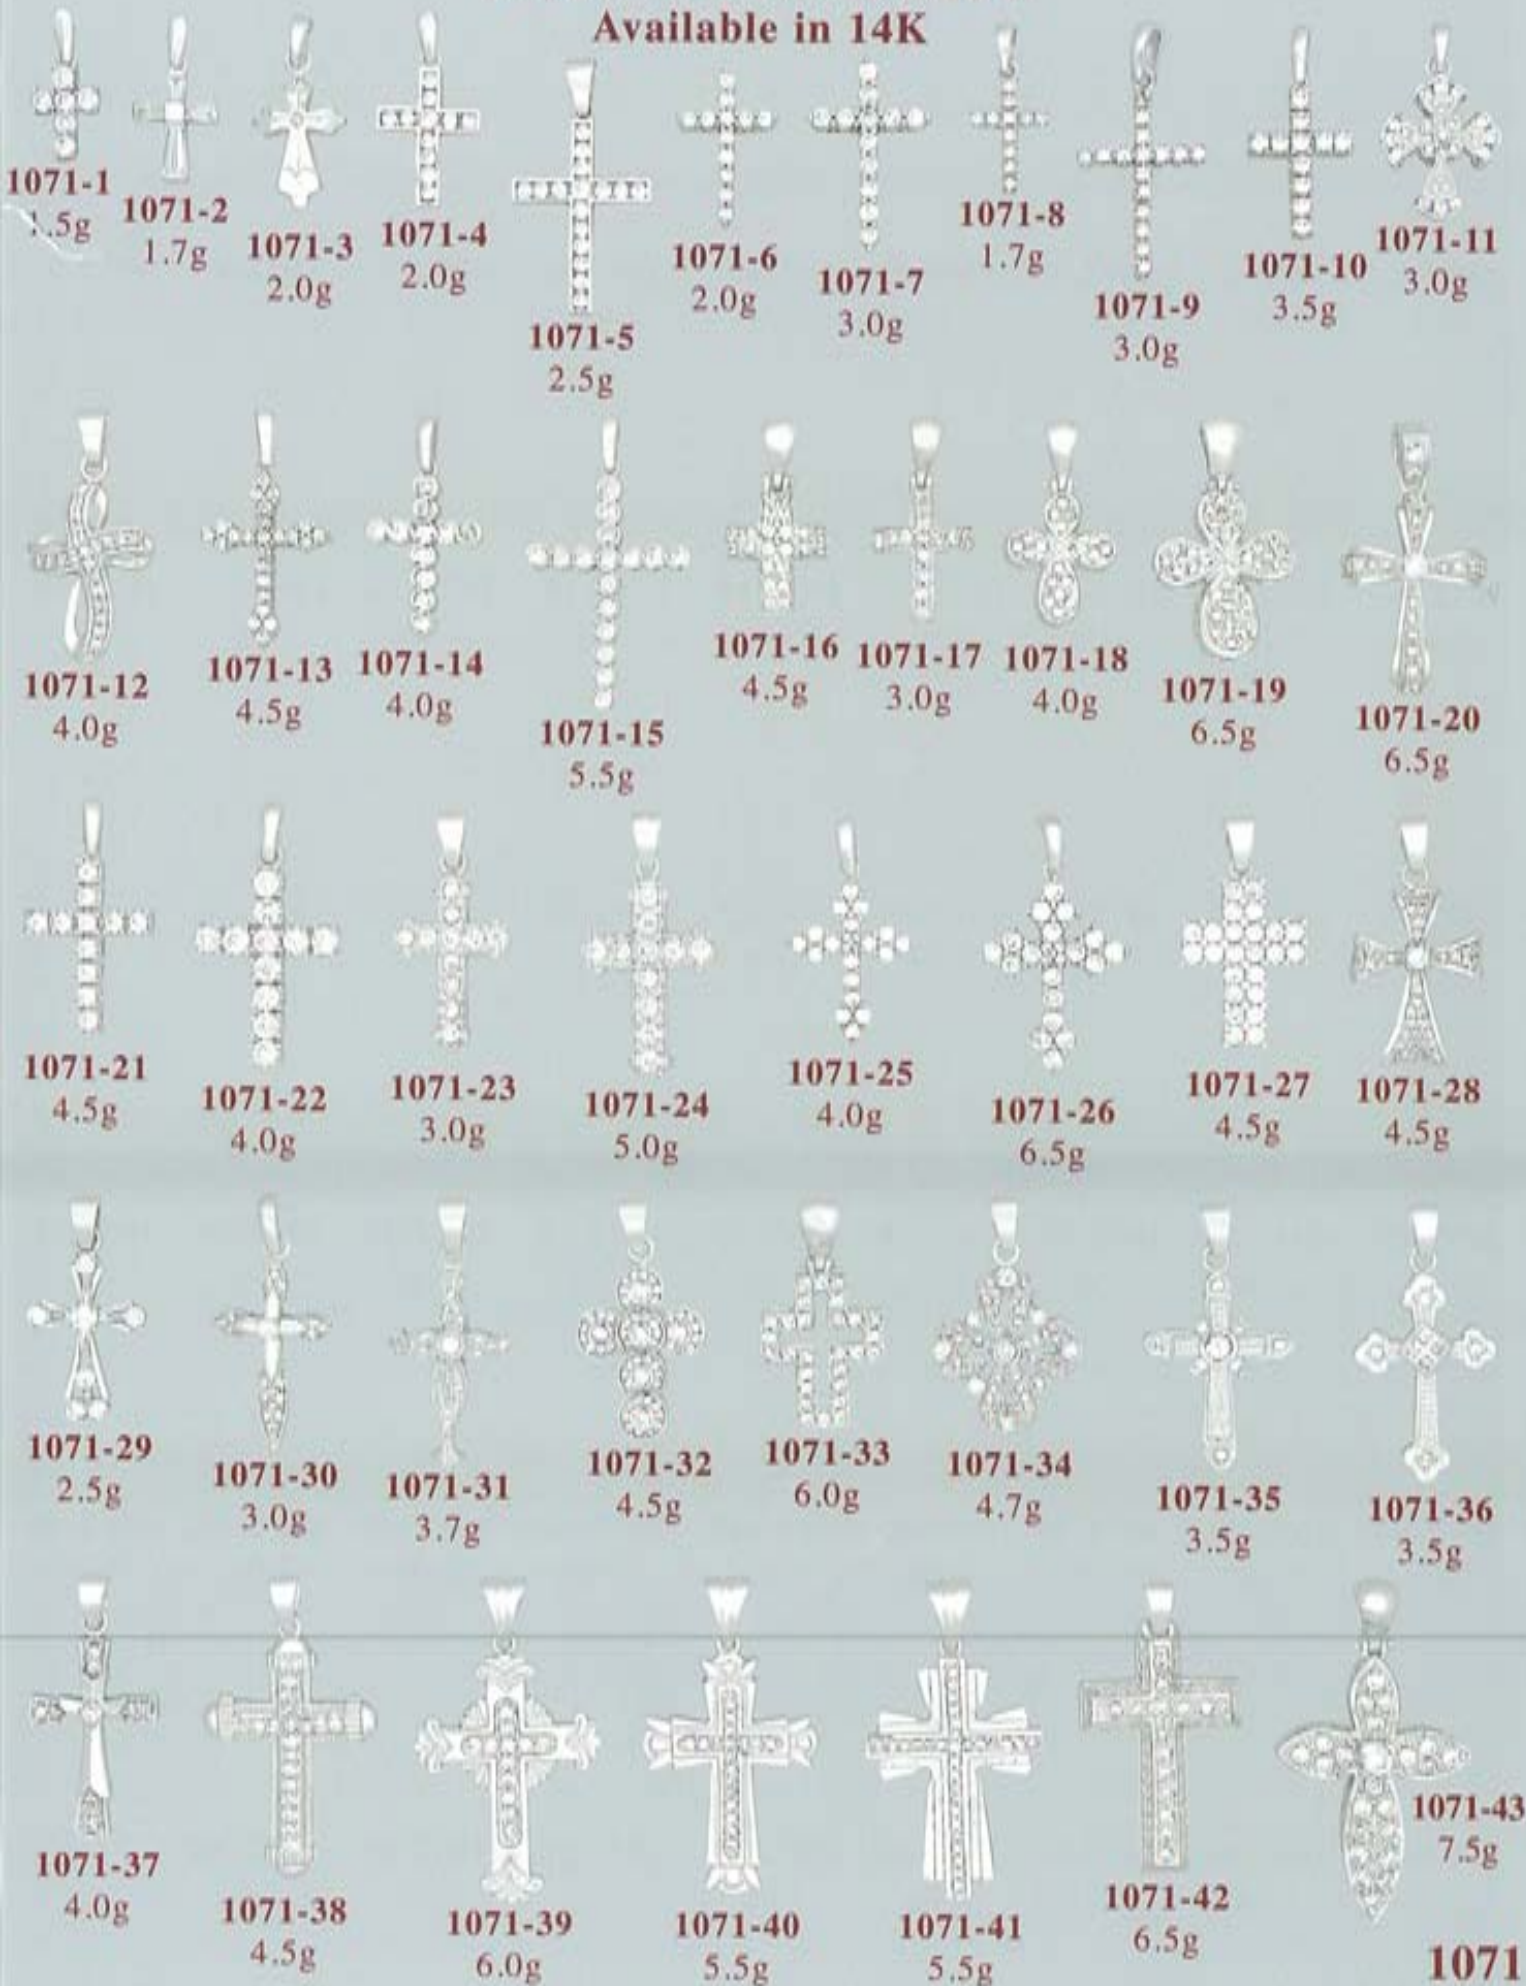 Available in 14K
1071-1
1.5g
1071-2
1.7g
1071-3
2.0g
1071-4
2.0g
1071-5
2.5g
1071-6
2.0g
1071-7
3.0g
1071-8
1.7g
1071-9
3.0g
1071-10
3.5g
1071-11
3.0g
1071-12
4.0g
1071-13
4.5g
1071-14
4.0g
1071-15
5.5g
1071-16
4.5g
1071-17
3.0g
1071-18
4.0g
1071-19
6.5g
1071-20
6.5g
1071-21
4.5g
1071-22
4.0g
1071-23
3.0g
1071-24
5.0g
1071-25
4.0g
1071-26
6.5g
1071-27
4.5g
1071-28
4.5g
1071-29
2.5g
1071-30
3.0g
1071-31
3.7g
1071-32
4.5g
1071-33
6.0g
1071-34
4.7g
1071-35
3.5g
1071-36
3.5g
1071-37
4.0g
1071-38
4.5g
1071-39
6.0g
1071-40
5.5g
1071-41
5.5g
1071-42
6.5g
1071-43
7.5g
1071